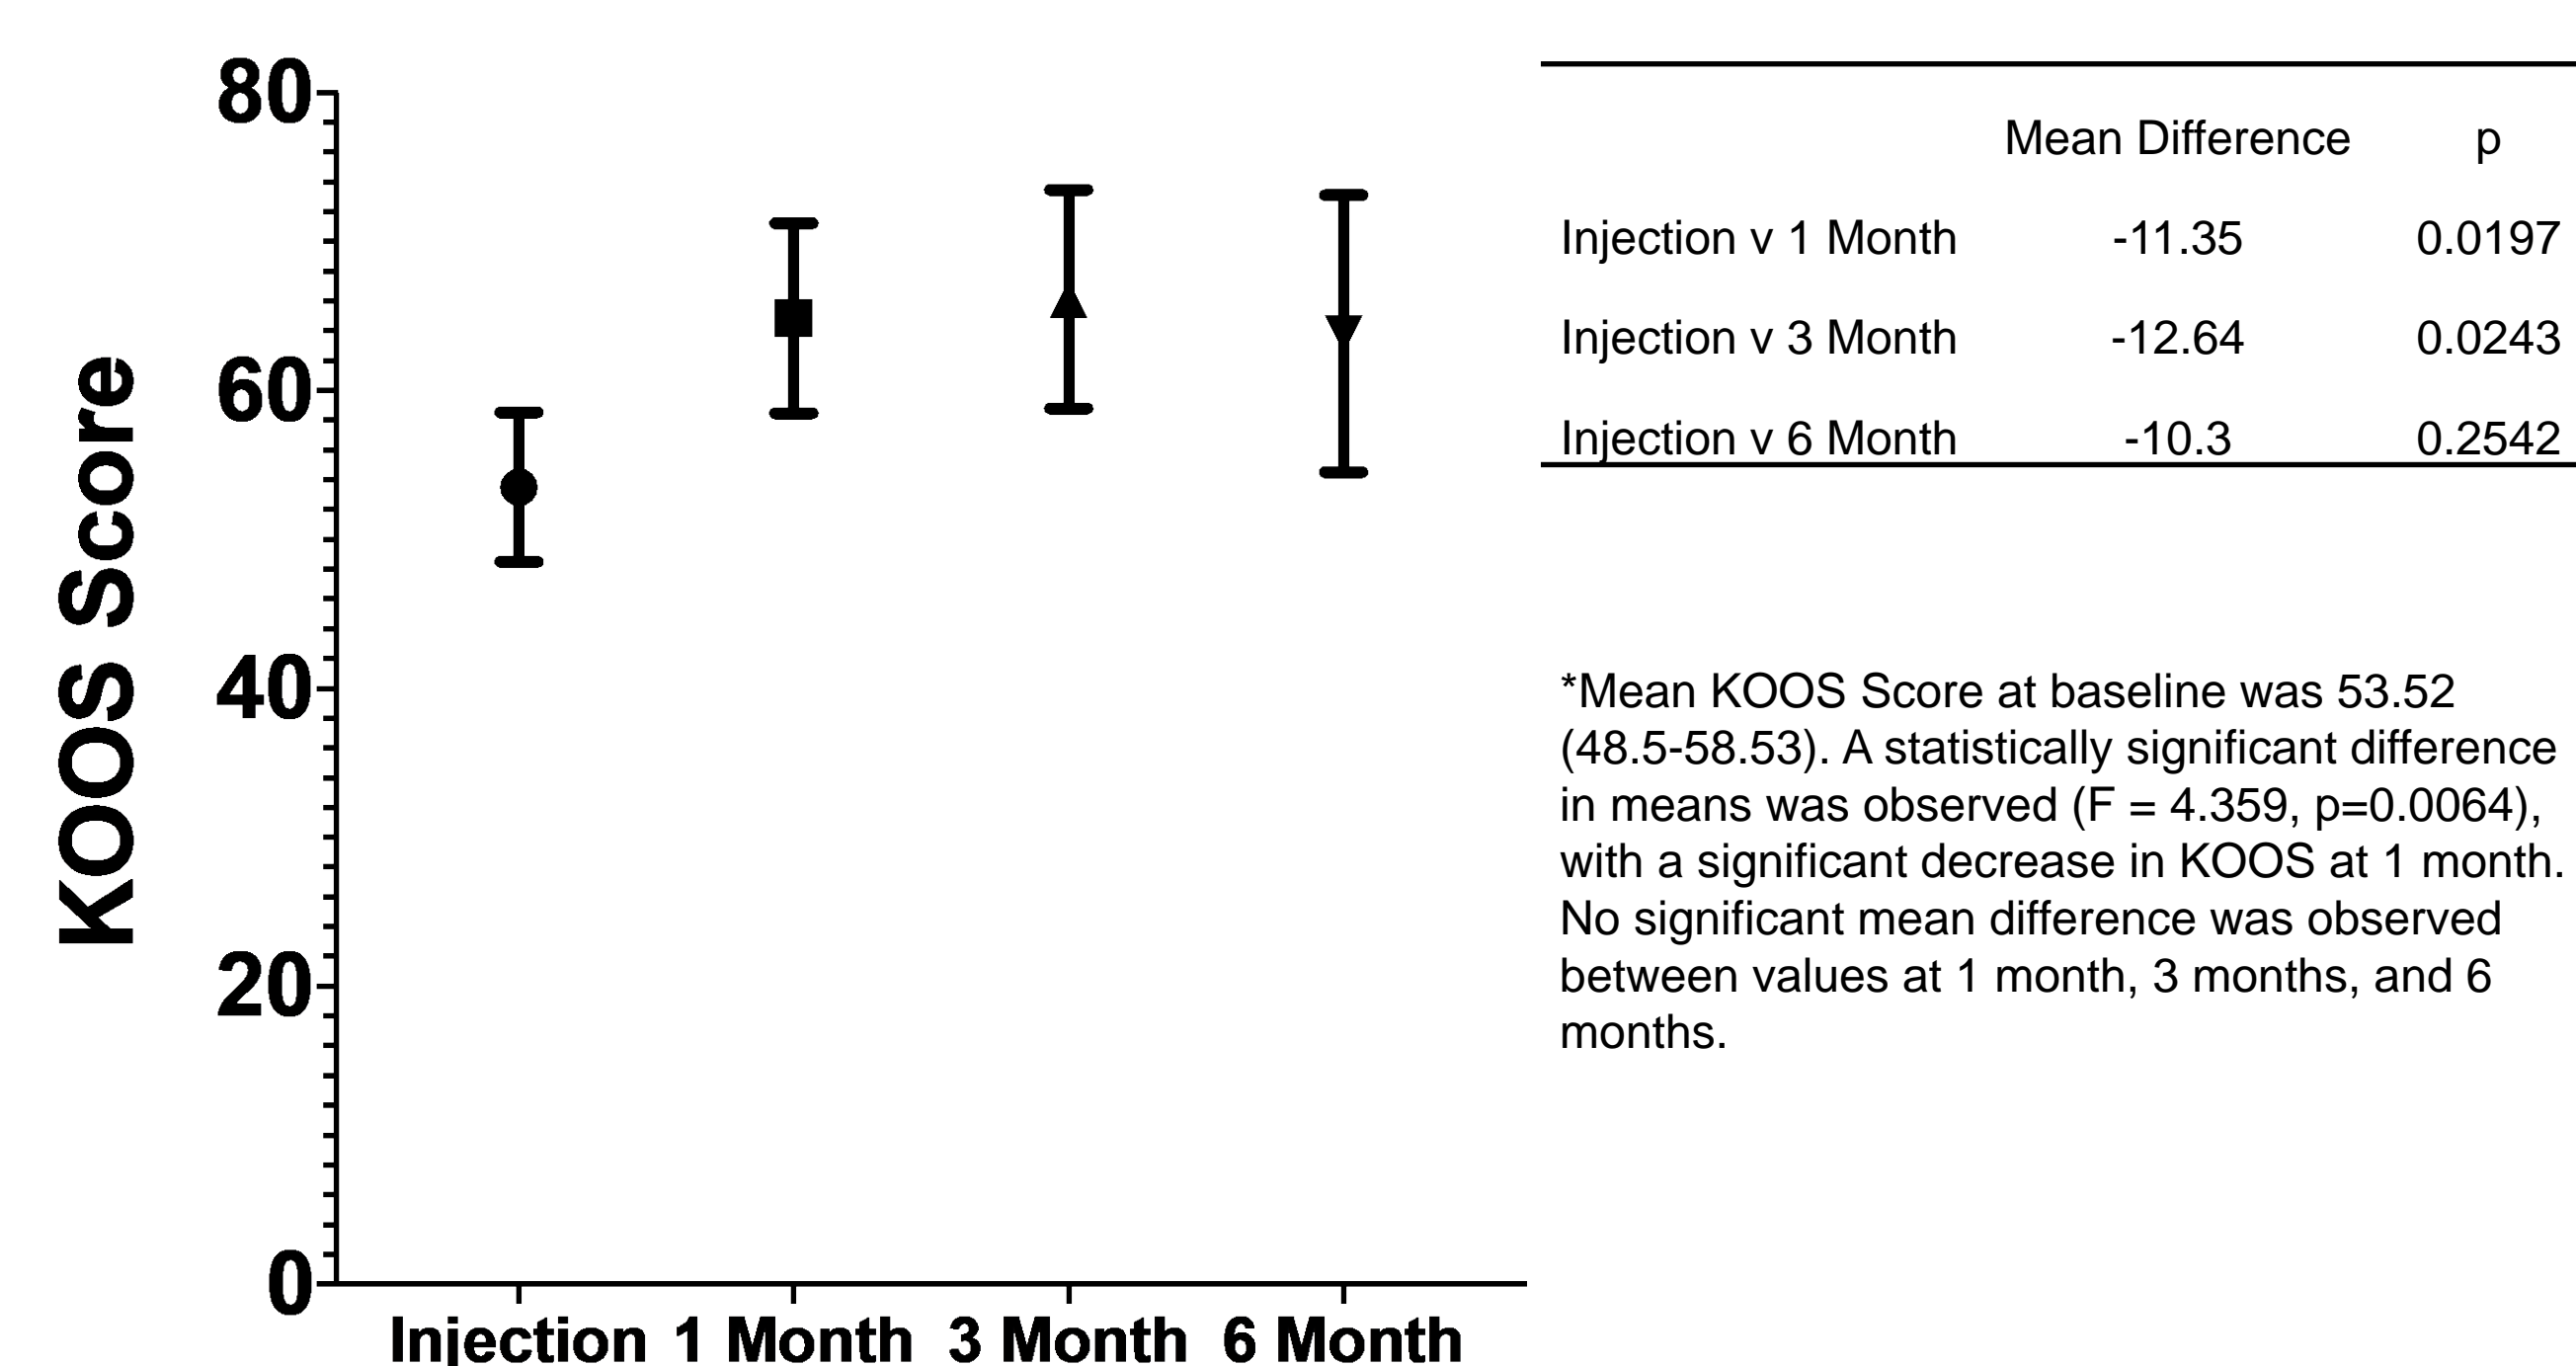 KOOS Score
80
60
40
20
0
Injection 1 Month 3 Month 6 Month
Mean Difference p
Injection v 1 Month -11.35 0.0197
Injection v 3 Month -12.64 0.0243
Injection v 6 Month -10.3 0.2542
*Mean KOOS Score at baseline was 53.52
(48.5-58.53). A statistically significant difference
in means was observed (F = 4.359, p=0.0064),
with a significant decrease in KOOS at 1 month.
No significant mean difference was observed
between values at 1 month, 3 months, and 6
months.